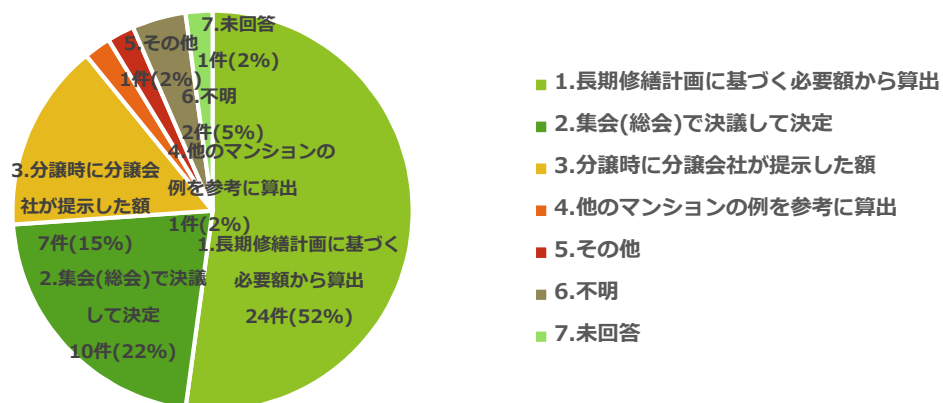 7.未回答
1件(2%)
5.その他
1件(2%)
6.不明
2件(5%)
4.他のマンションの
例を参考に算出
1件(2%)
3.分譲時に分譲会
社が提示した額
7件(15%)
2.集会(総会)で決議
して決定
10件(22%)
1.長期修繕計画に基づく
必要額から算出
24件(52%)
1.長期修繕計画に基づく必要額から算出
2.集会(総会)で決議して決定
3.分譲時に分譲会社が提示した額
4.他のマンションの例を参考に算出
5.その他
6.不明
7.未回答